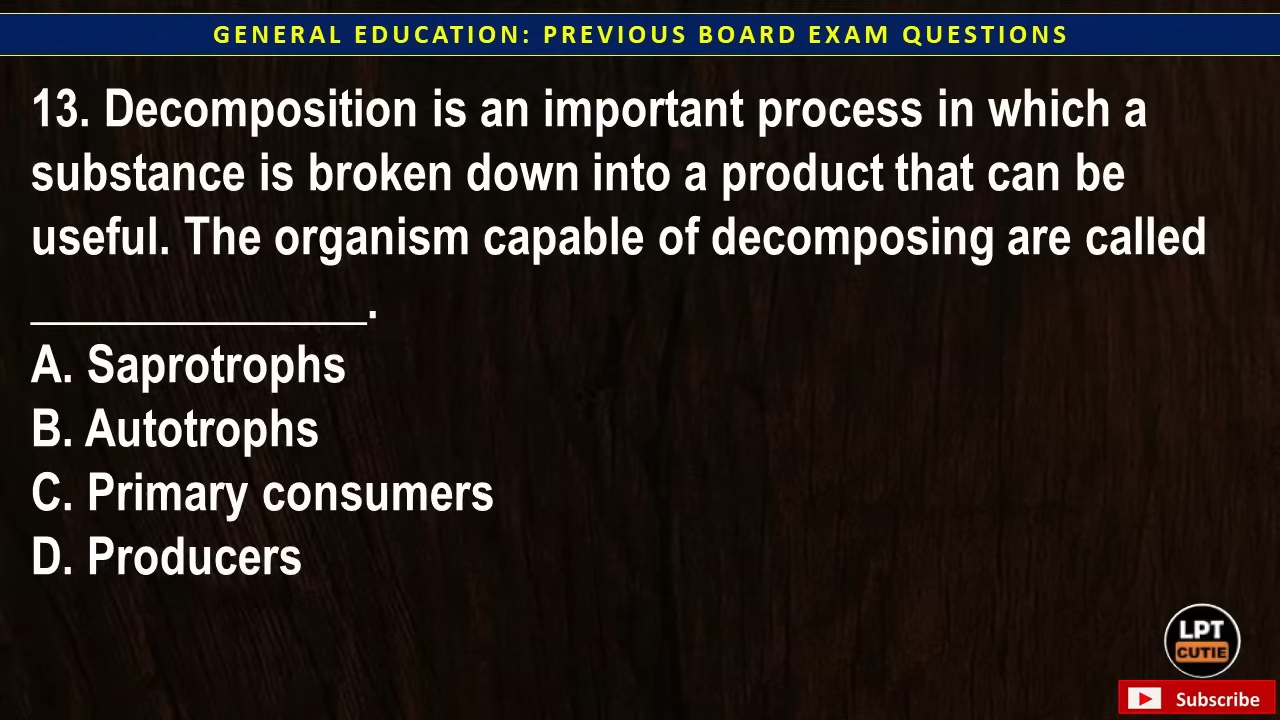 GENERAL EDUCATION: PREVIOUS BOARD EXAM QUESTIONS
13. Decomposition is an important process in which a
substance is broken down into a product that can be
useful. The organism capable of decomposing are called
_______________.
A. Saprotrophs
B. Autotrophs
C. Primary consumers
D. Producers
LPT
CUTIE
Subscribe